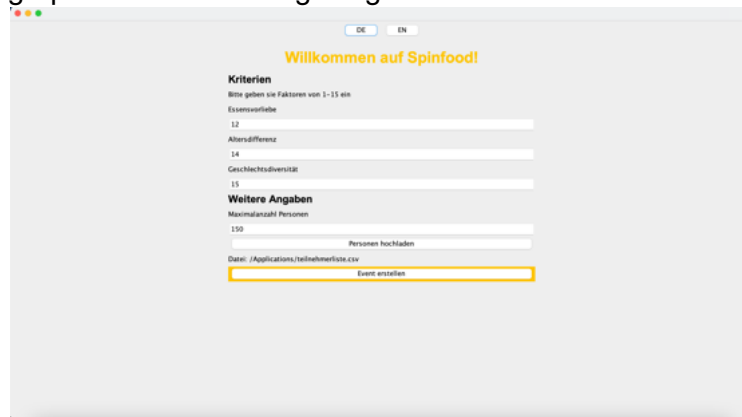 DE EN
Willkommen auf Spinfood!
Kriterien
Bitte geben sie Faktoren von 1-15 ein
Essensvorliebe
12
Altersdifferenz
14
Geschlechtsdiversität
15
Weitere Angaben
Maximalanzahl Personen
150
Personen hochladen
Datei: /Applications/teilnehmerliste.csv
Event erstellen